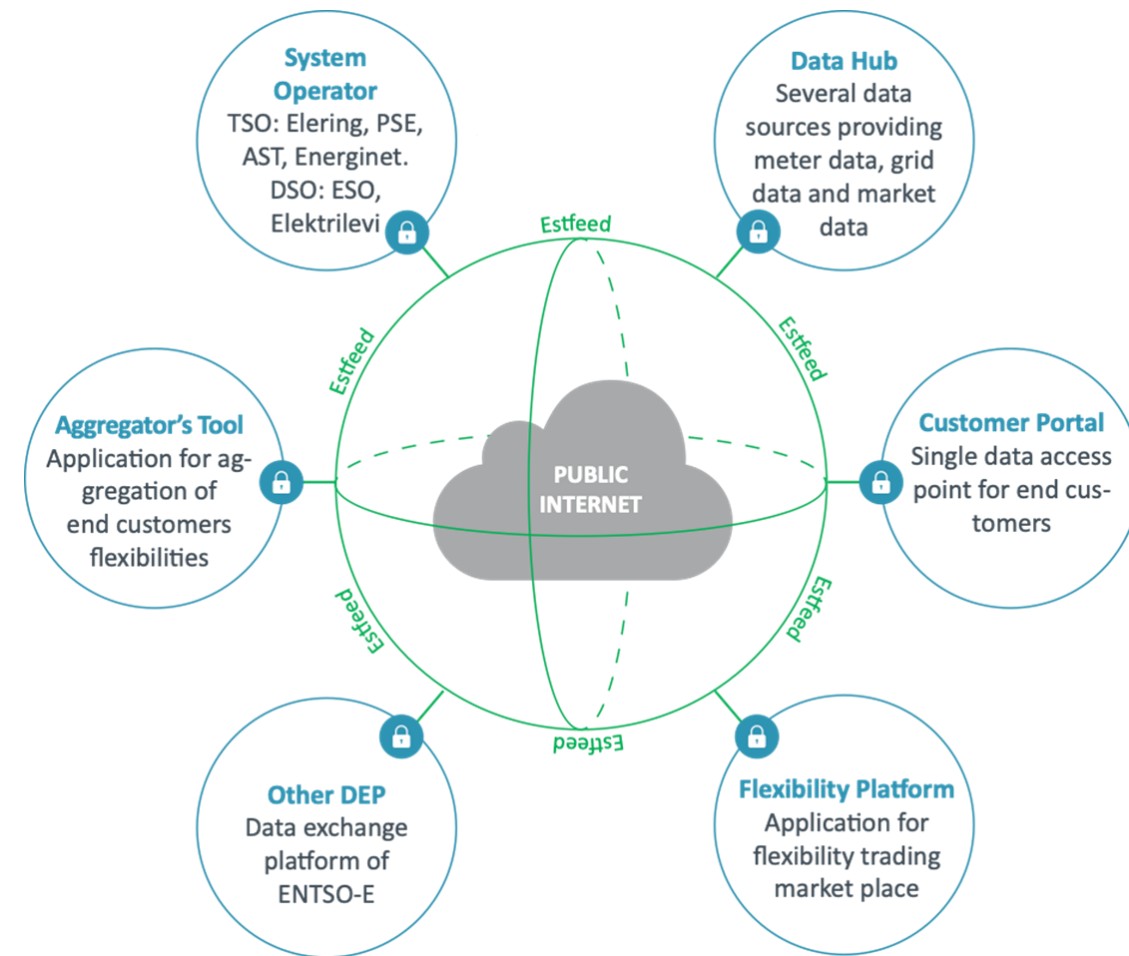 System
Operator
TSO: Elering, PSE,
AST, Energinet.
DSO: ESO,
Elektrilevi
Data Hub
Several data
sources providing
meter data, grid
data and market
data
Estfeed
Estfeed
Estfeed
Aggregator’s Tool
Application for ag-
gregation of
end customers
flexibilities
PUBLIC
INTERNET
Customer Portal
Single data access
point for end cus-
tomers
Estfeed
Estfeed
Estfeed
Other DEP
Data exchange
platform of
ENTSO-E
Flexibility Platform
Application for
flexibility trading
market place